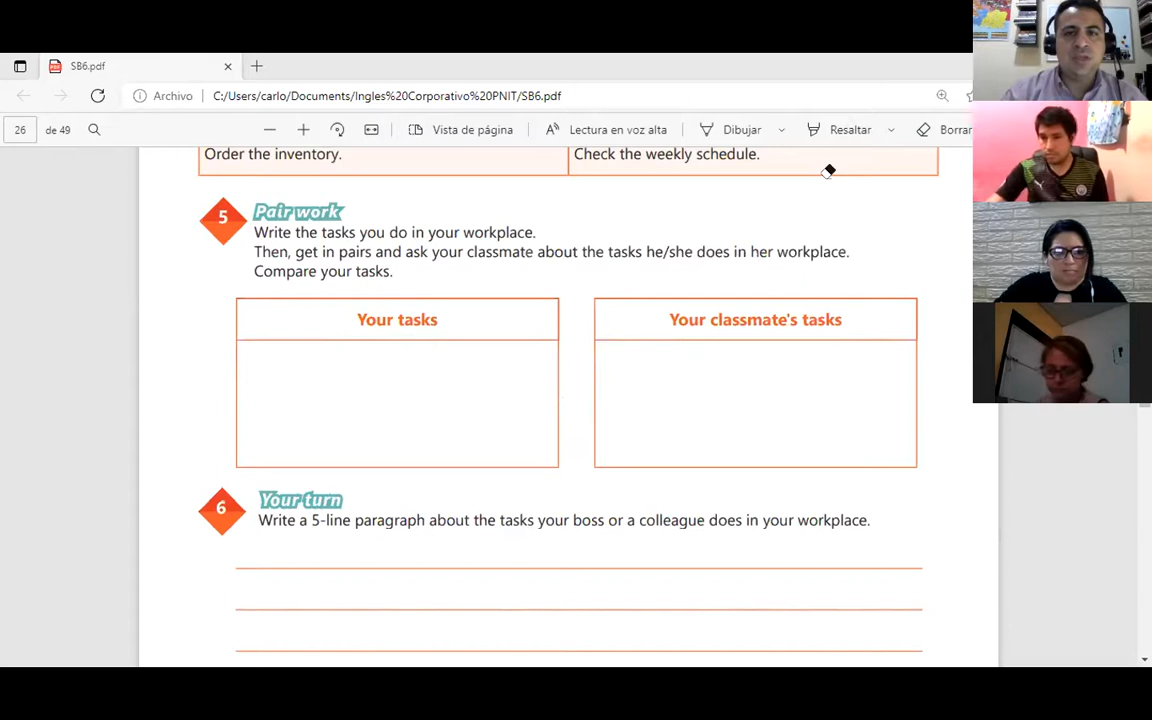 SB6.pdf
Archivo C:/Users/carlo/Documents/Ingles%20Corporativo%20PNIT/SB6.pdf
26 de 49 Vista de página Lectura en voz alta Dibujar Resaltar Borrar
Order the inventory. Check the weekly schedule.
5 Pair work
Write the tasks you do in your workplace.
Then, get in pairs and ask your classmate about the tasks he/she does in her workplace.
Compare your tasks.
Your tasks Your classmate's tasks
6 Your turn
Write a 5-line paragraph about the tasks your boss or a colleague does in your workplace.